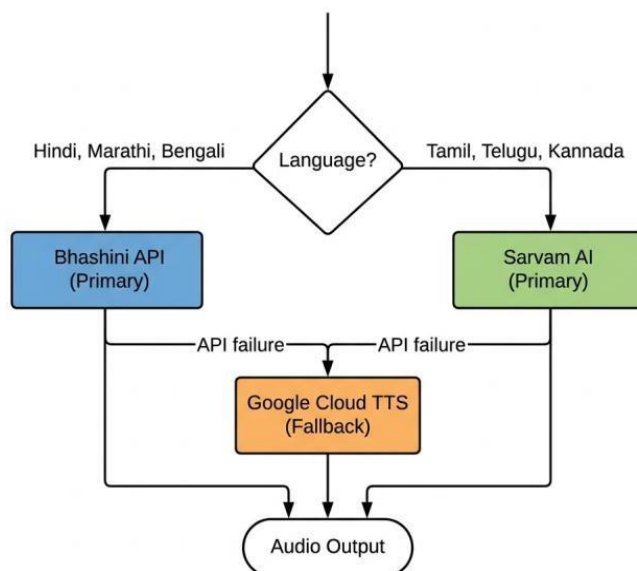 Language?
Hindi, Marathi, Bengali
Tamil, Telugu, Kannada
Bhashini API
(Primary)
Sarvam AI
(Primary)
API failure
API failure
Google Cloud TTS
(Fallback)
Audio Output